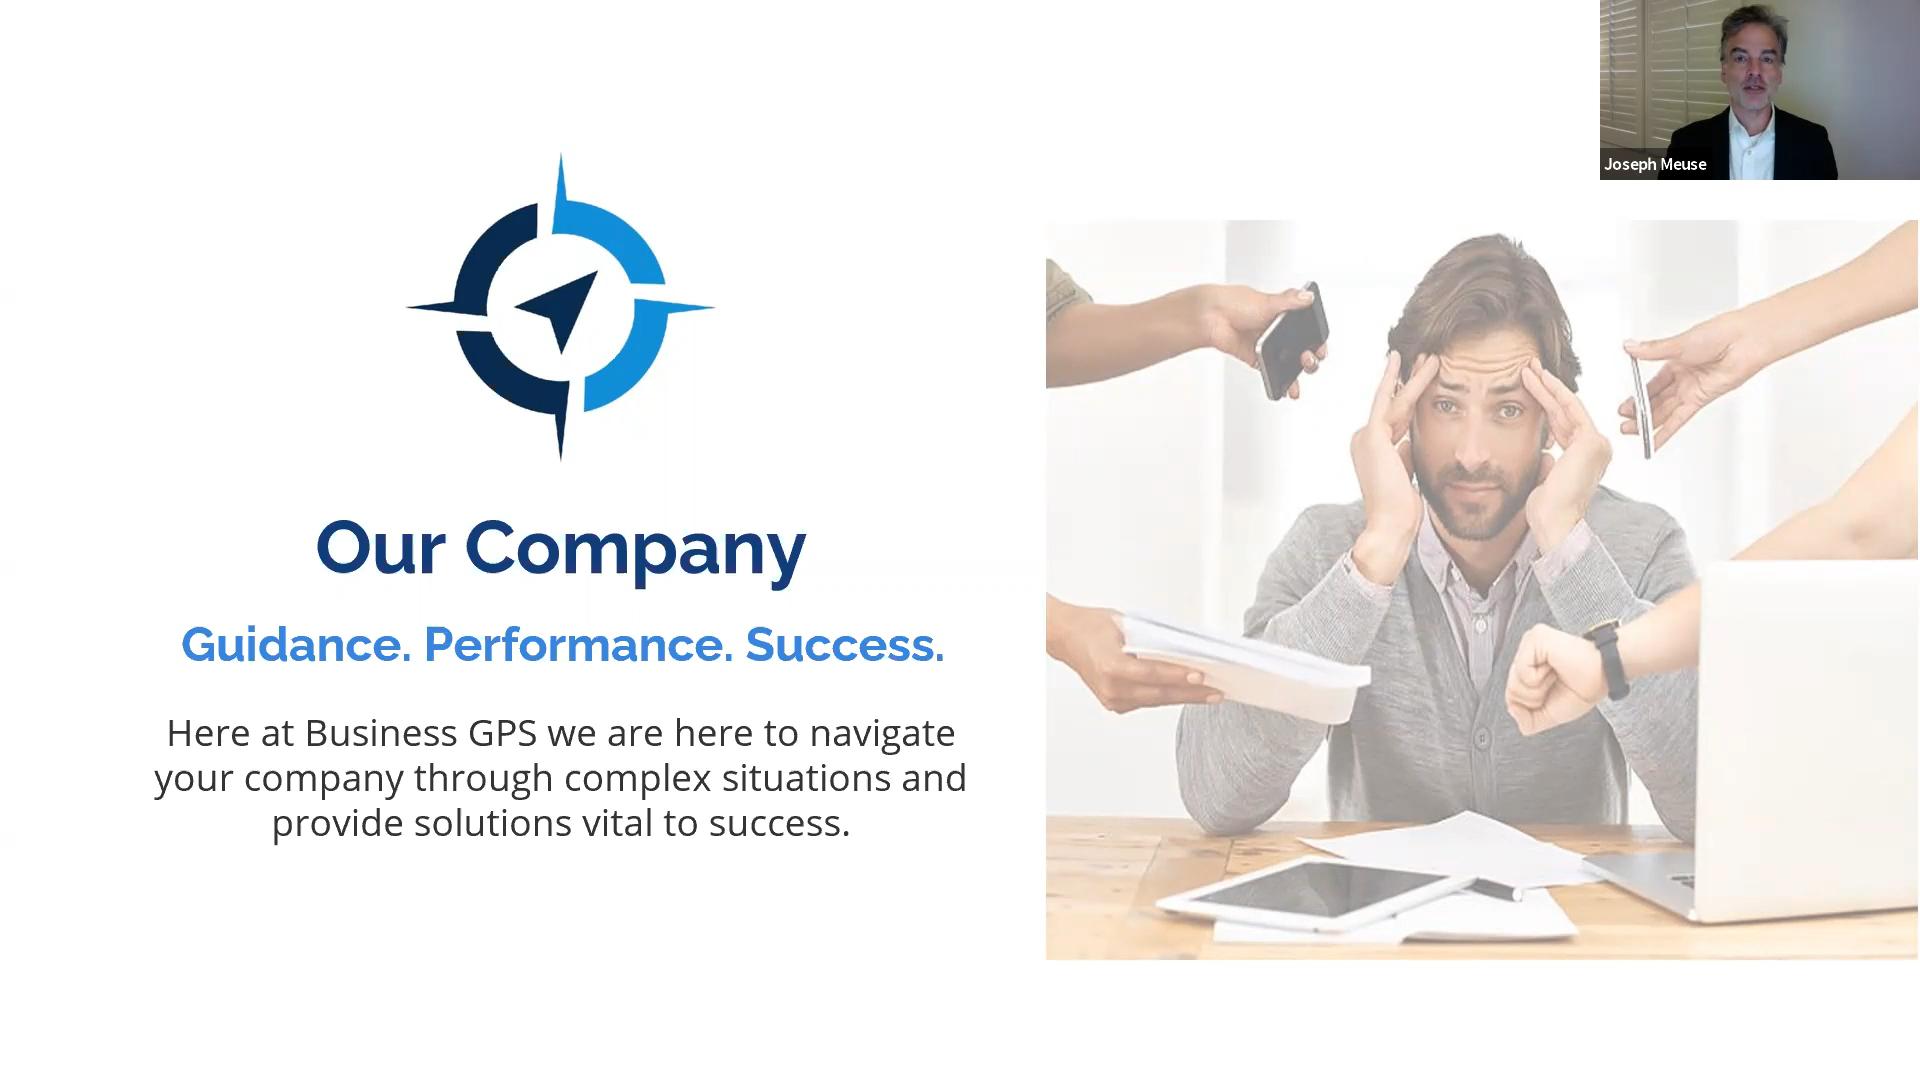 Joseph Meuse
Our Company
Guidance. Performance. Success.
Here at Business GPS we are here to navigate
your company through complex situations and
provide solutions vital to success.